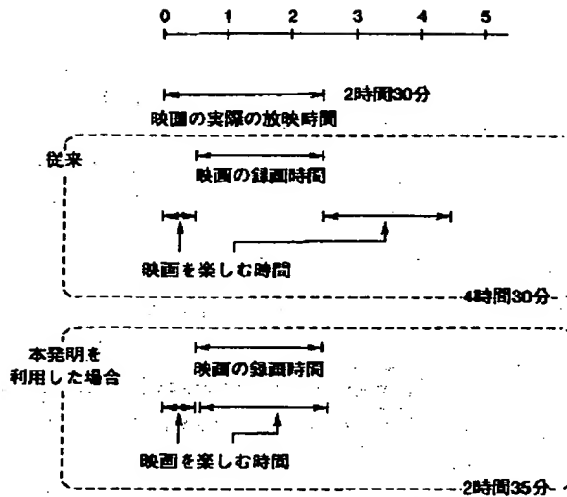 0 1 2 3 4 5
2時間30分
映画の実際の放映時間
従来
映画の録画時間
映画を楽しむ時間
4時間30分
本発明を
利用した場合
映画の録画時間
映画を楽しむ時間
2時間35分